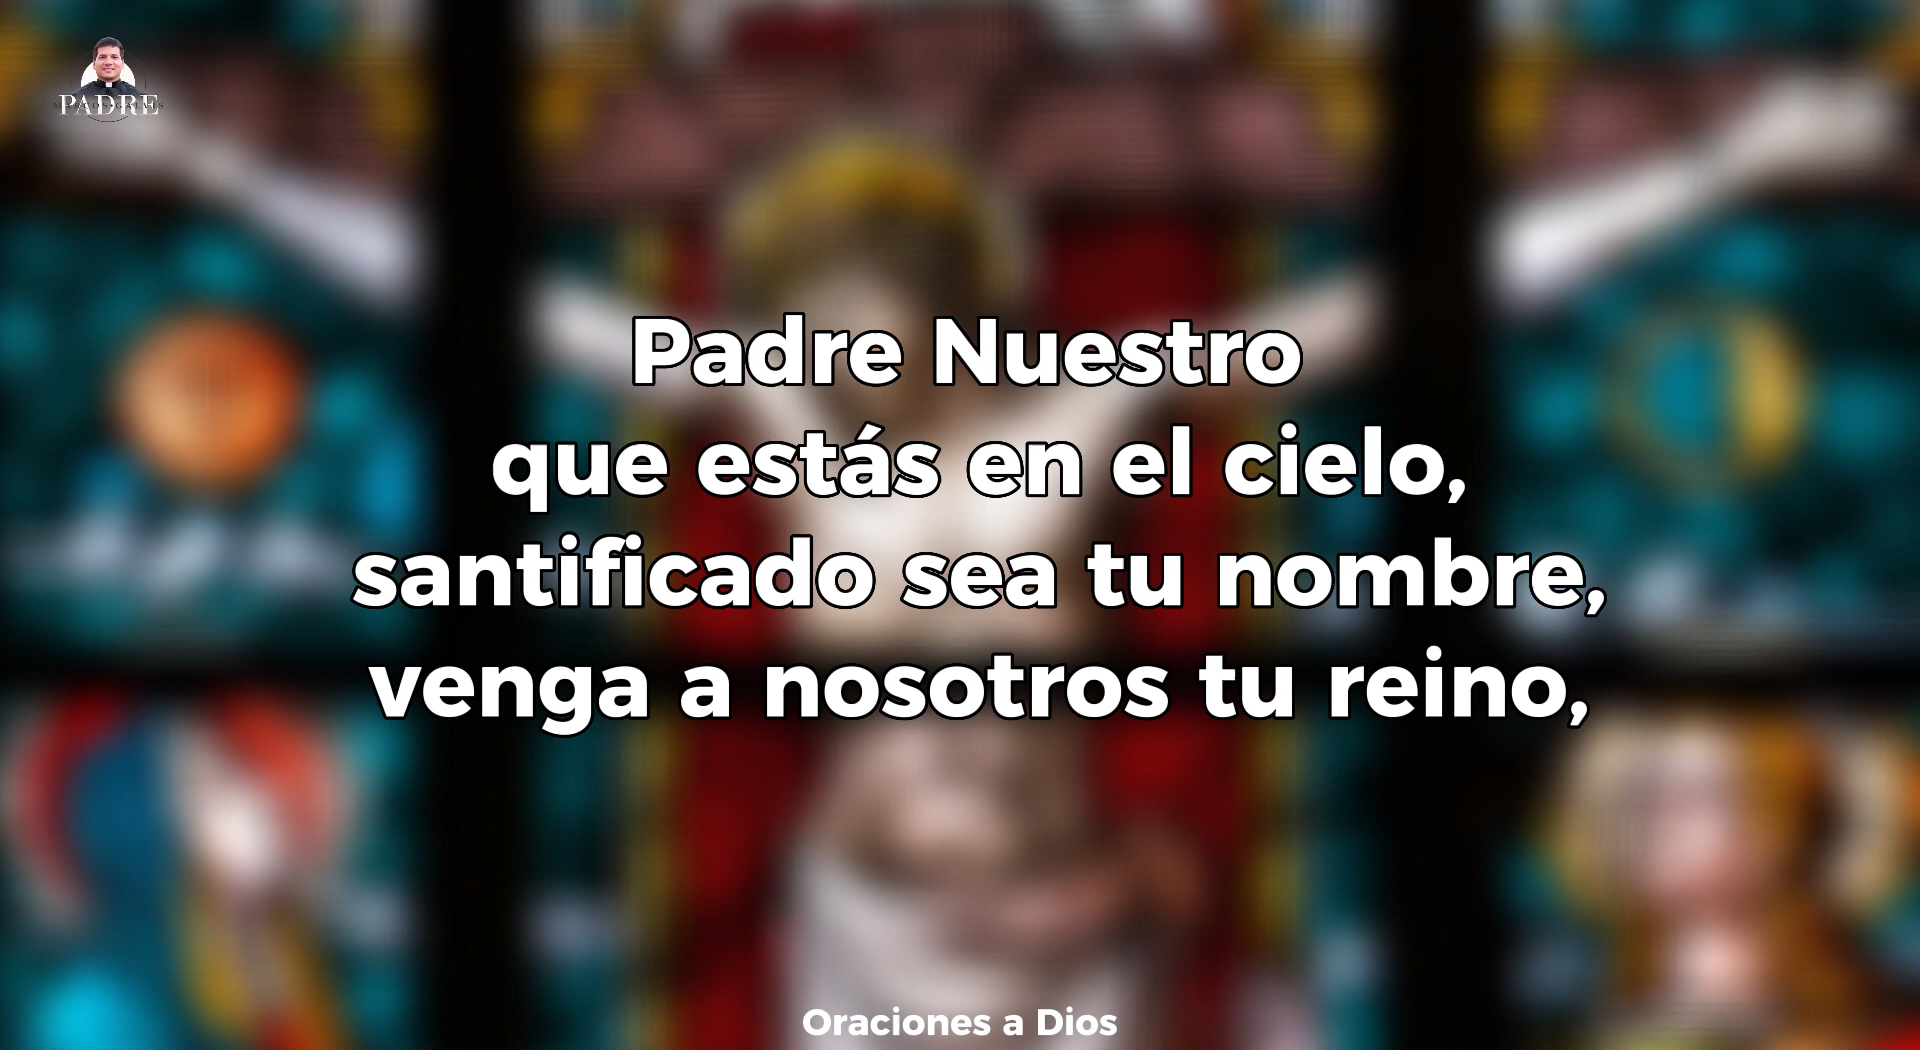 PADRE
Padre Nuestro
que estás en el cielo,
santificado sea tu nombre,
venga a nosotros tu reino,
Oraciones a Dios